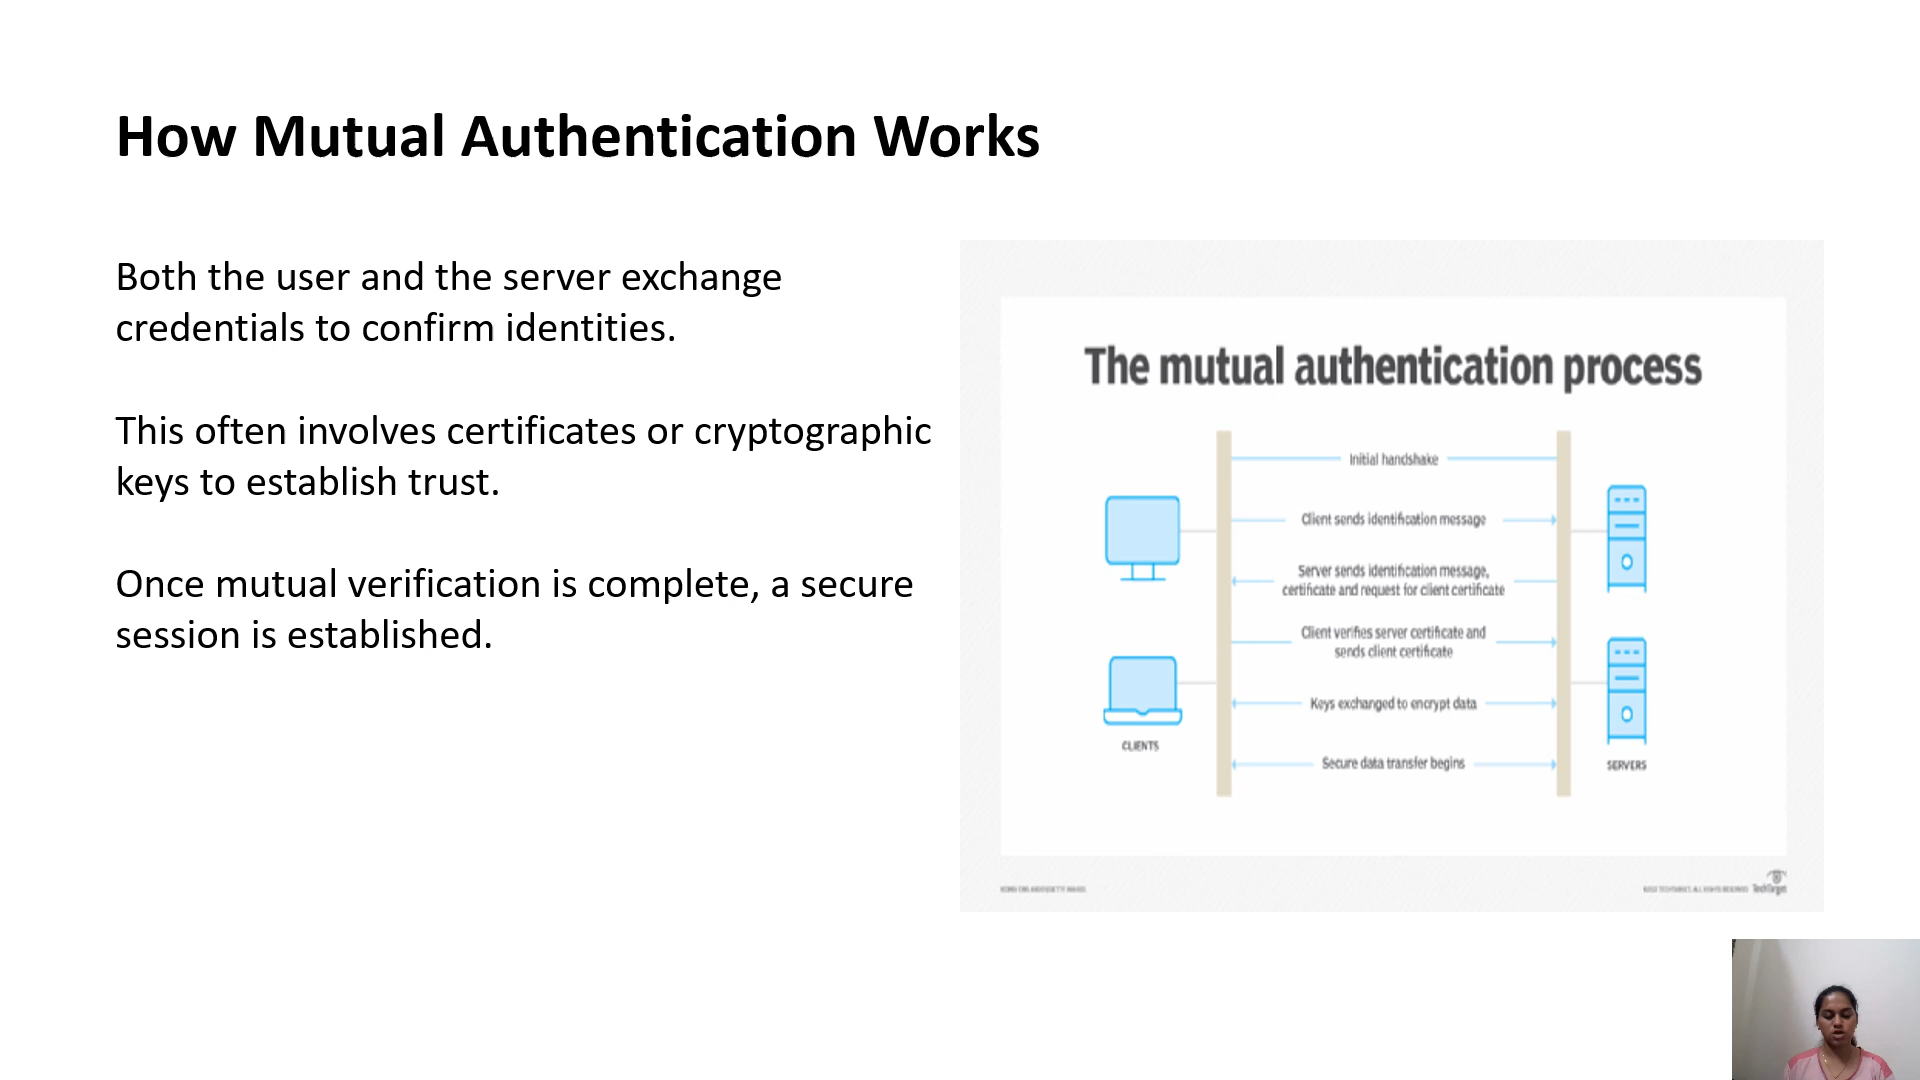 How Mutual Authentication Works
Both the user and the server exchange
credentials to confirm identities.
This often involves certificates or cryptographic
keys to establish trust.
Once mutual verification is complete, a secure
session is established.
The mutual authentication process
Initial handshake
Client sends identification message
Server sends identification message,
certificate and request for client certificate
Client verifies server certificate and
sends client certificate
Keys exchanged to encrypt data
Secure data transfer begins
CLIENTS
SERVERS
TechTarget